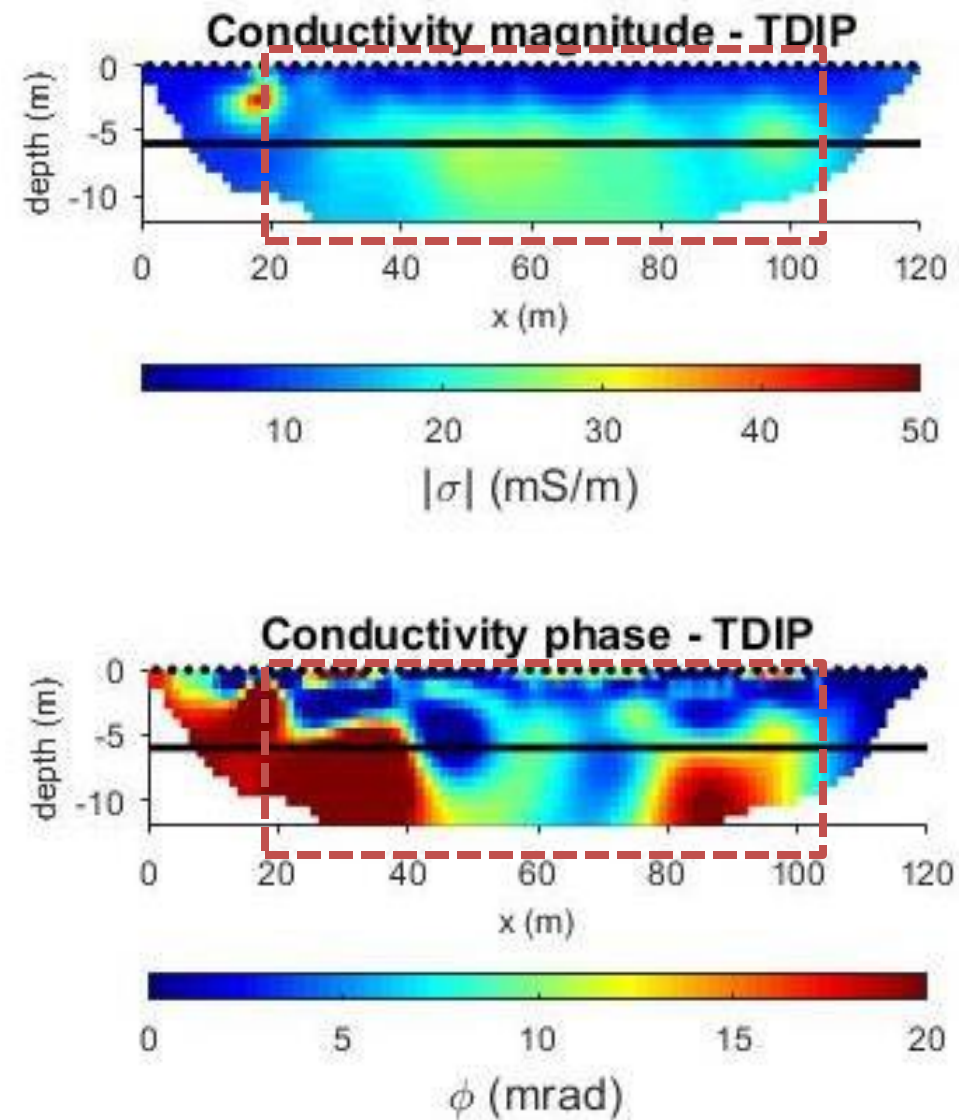 Conductivity magnitude - TDIP
0
-5
-10
depth (m)
0 20 40 60 80 100 120
x (m)
10 20 30 40 50
|σ| (mS/m)
Conductivity phase - TDIP
0
-5
-10
depth (m)
0 20 40 60 80 100 120
x (m)
0 5 10 15 20
ϕ (mrad)